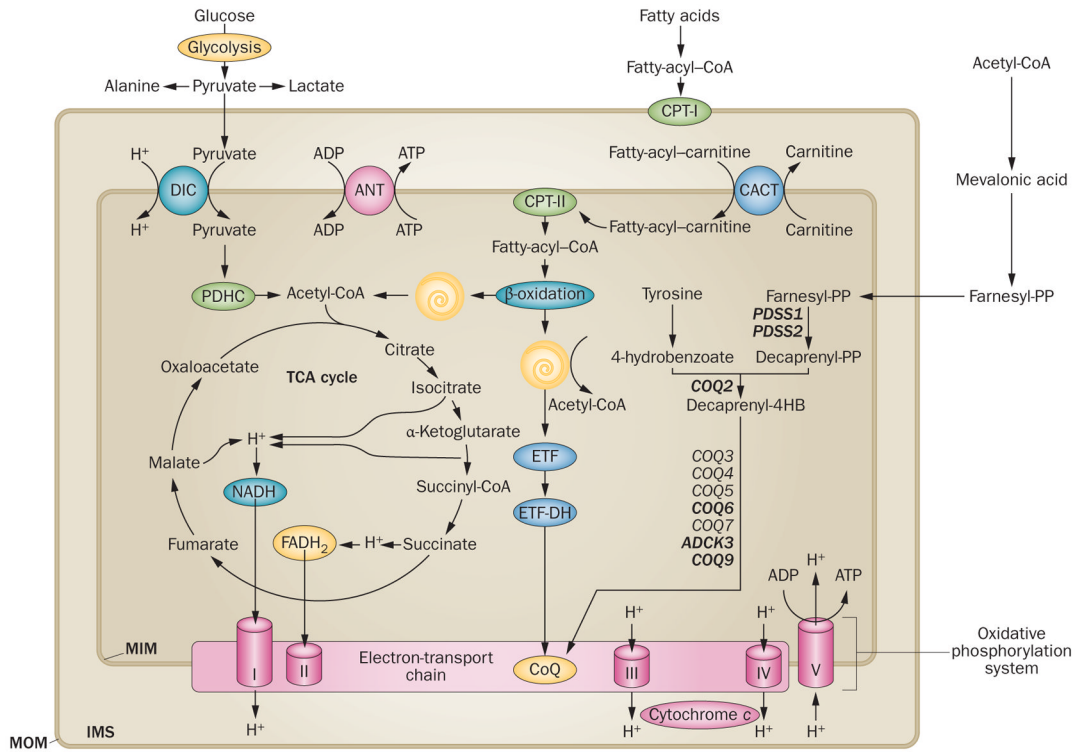 Glucose
Glycolysis
Alanine
Pyruvate
Lactate
Fatty acids
Fatty-acyl–CoA
CPT-I
Acetyl-CoA
Mevalonic acid
Farnesyl-PP
H⁺
Pyruvate
DIC
H⁺
Pyruvate
ADP
ATP
ANT
ADP
ATP
Fatty-acyl–carnitine
Carnitine
CACT
Fatty-acyl–carnitine
Carnitine
CPT-II
Fatty-acyl–CoA
PDHC
Acetyl-CoA
β-oxidation
Tyrosine
Farnesyl-PP
PDSS1
PDSS2
4-hydrobenzoate
Decaprenyl-PP
COQ2
Decaprenyl-4HB
Oxaloacetate
Citrate
TCA cycle
Isocitrate
Acetyl-CoA
α-Ketoglutarate
H⁺
Malate
ETF
NADH
Succinyl-CoA
ETF-DH
Fumarate
FADH₂
H⁺
Succinate
COQ3
COQ4
COQ5
COQ6
COQ7
ADCK3
COQ9
H⁺
ADP
ATP
H⁺
H⁺
MIM
I
II
Electron-transport
chain
CoQ
III
IV
V
Oxidative
phosphorylation
system
Cytochrome c
H⁺
H⁺
H⁺
H⁺
IMS
MOM